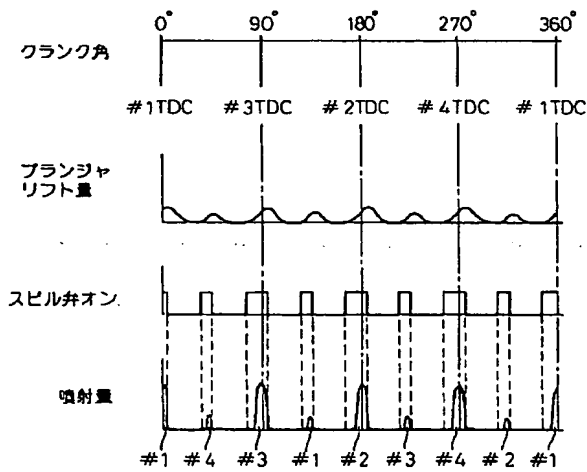 0° 90° 180° 270° 360°
クランク角
#1TDC #3TDC #2TDC #4TDC #1TDC
プランジャ
リフト量
スピル弁オン
噴射量
#1 #4 #3 #1 #2 #3 #4 #2 #1